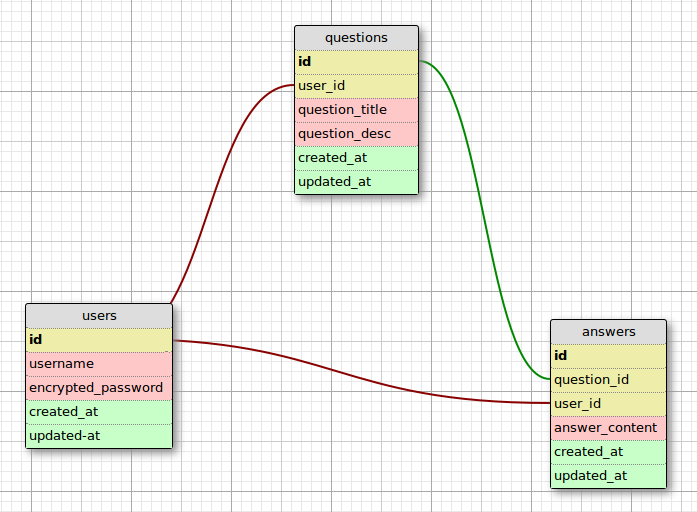 questions
id
user_id
question_title
question_desc
created_at
updated_at
users
id
username
encrypted_password
created_at
updated-at
answers
id
question_id
user_id
answer_content
created_at
updated_at